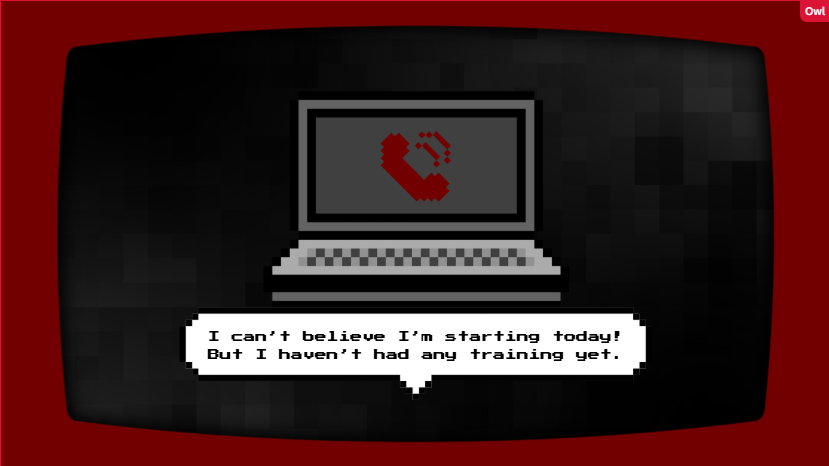 Owl
I can't believe I'm starting today!
But I haven't had any training yet.